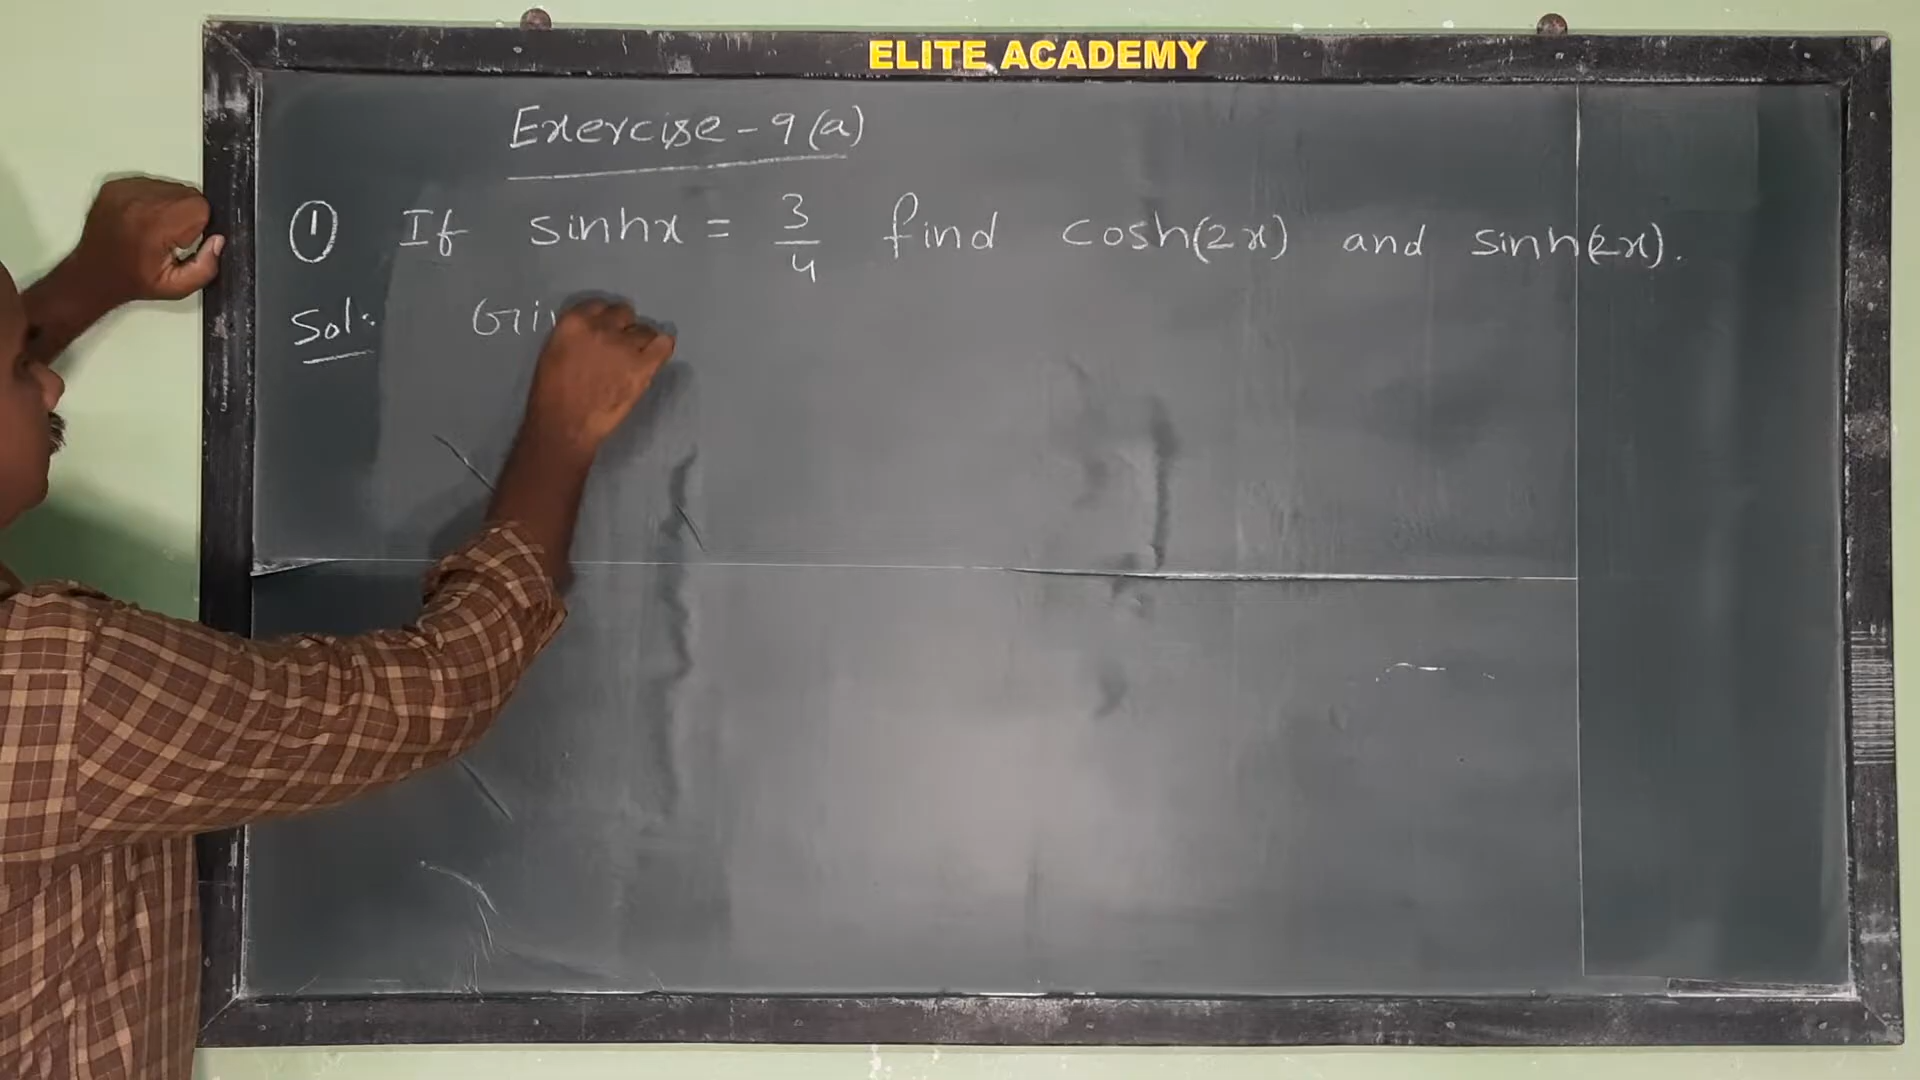 ELITE ACADEMY
Exercise - 9 (a)
① If sinhx = 3/4 find cosh(2x) and sinh(2x).
Sol: